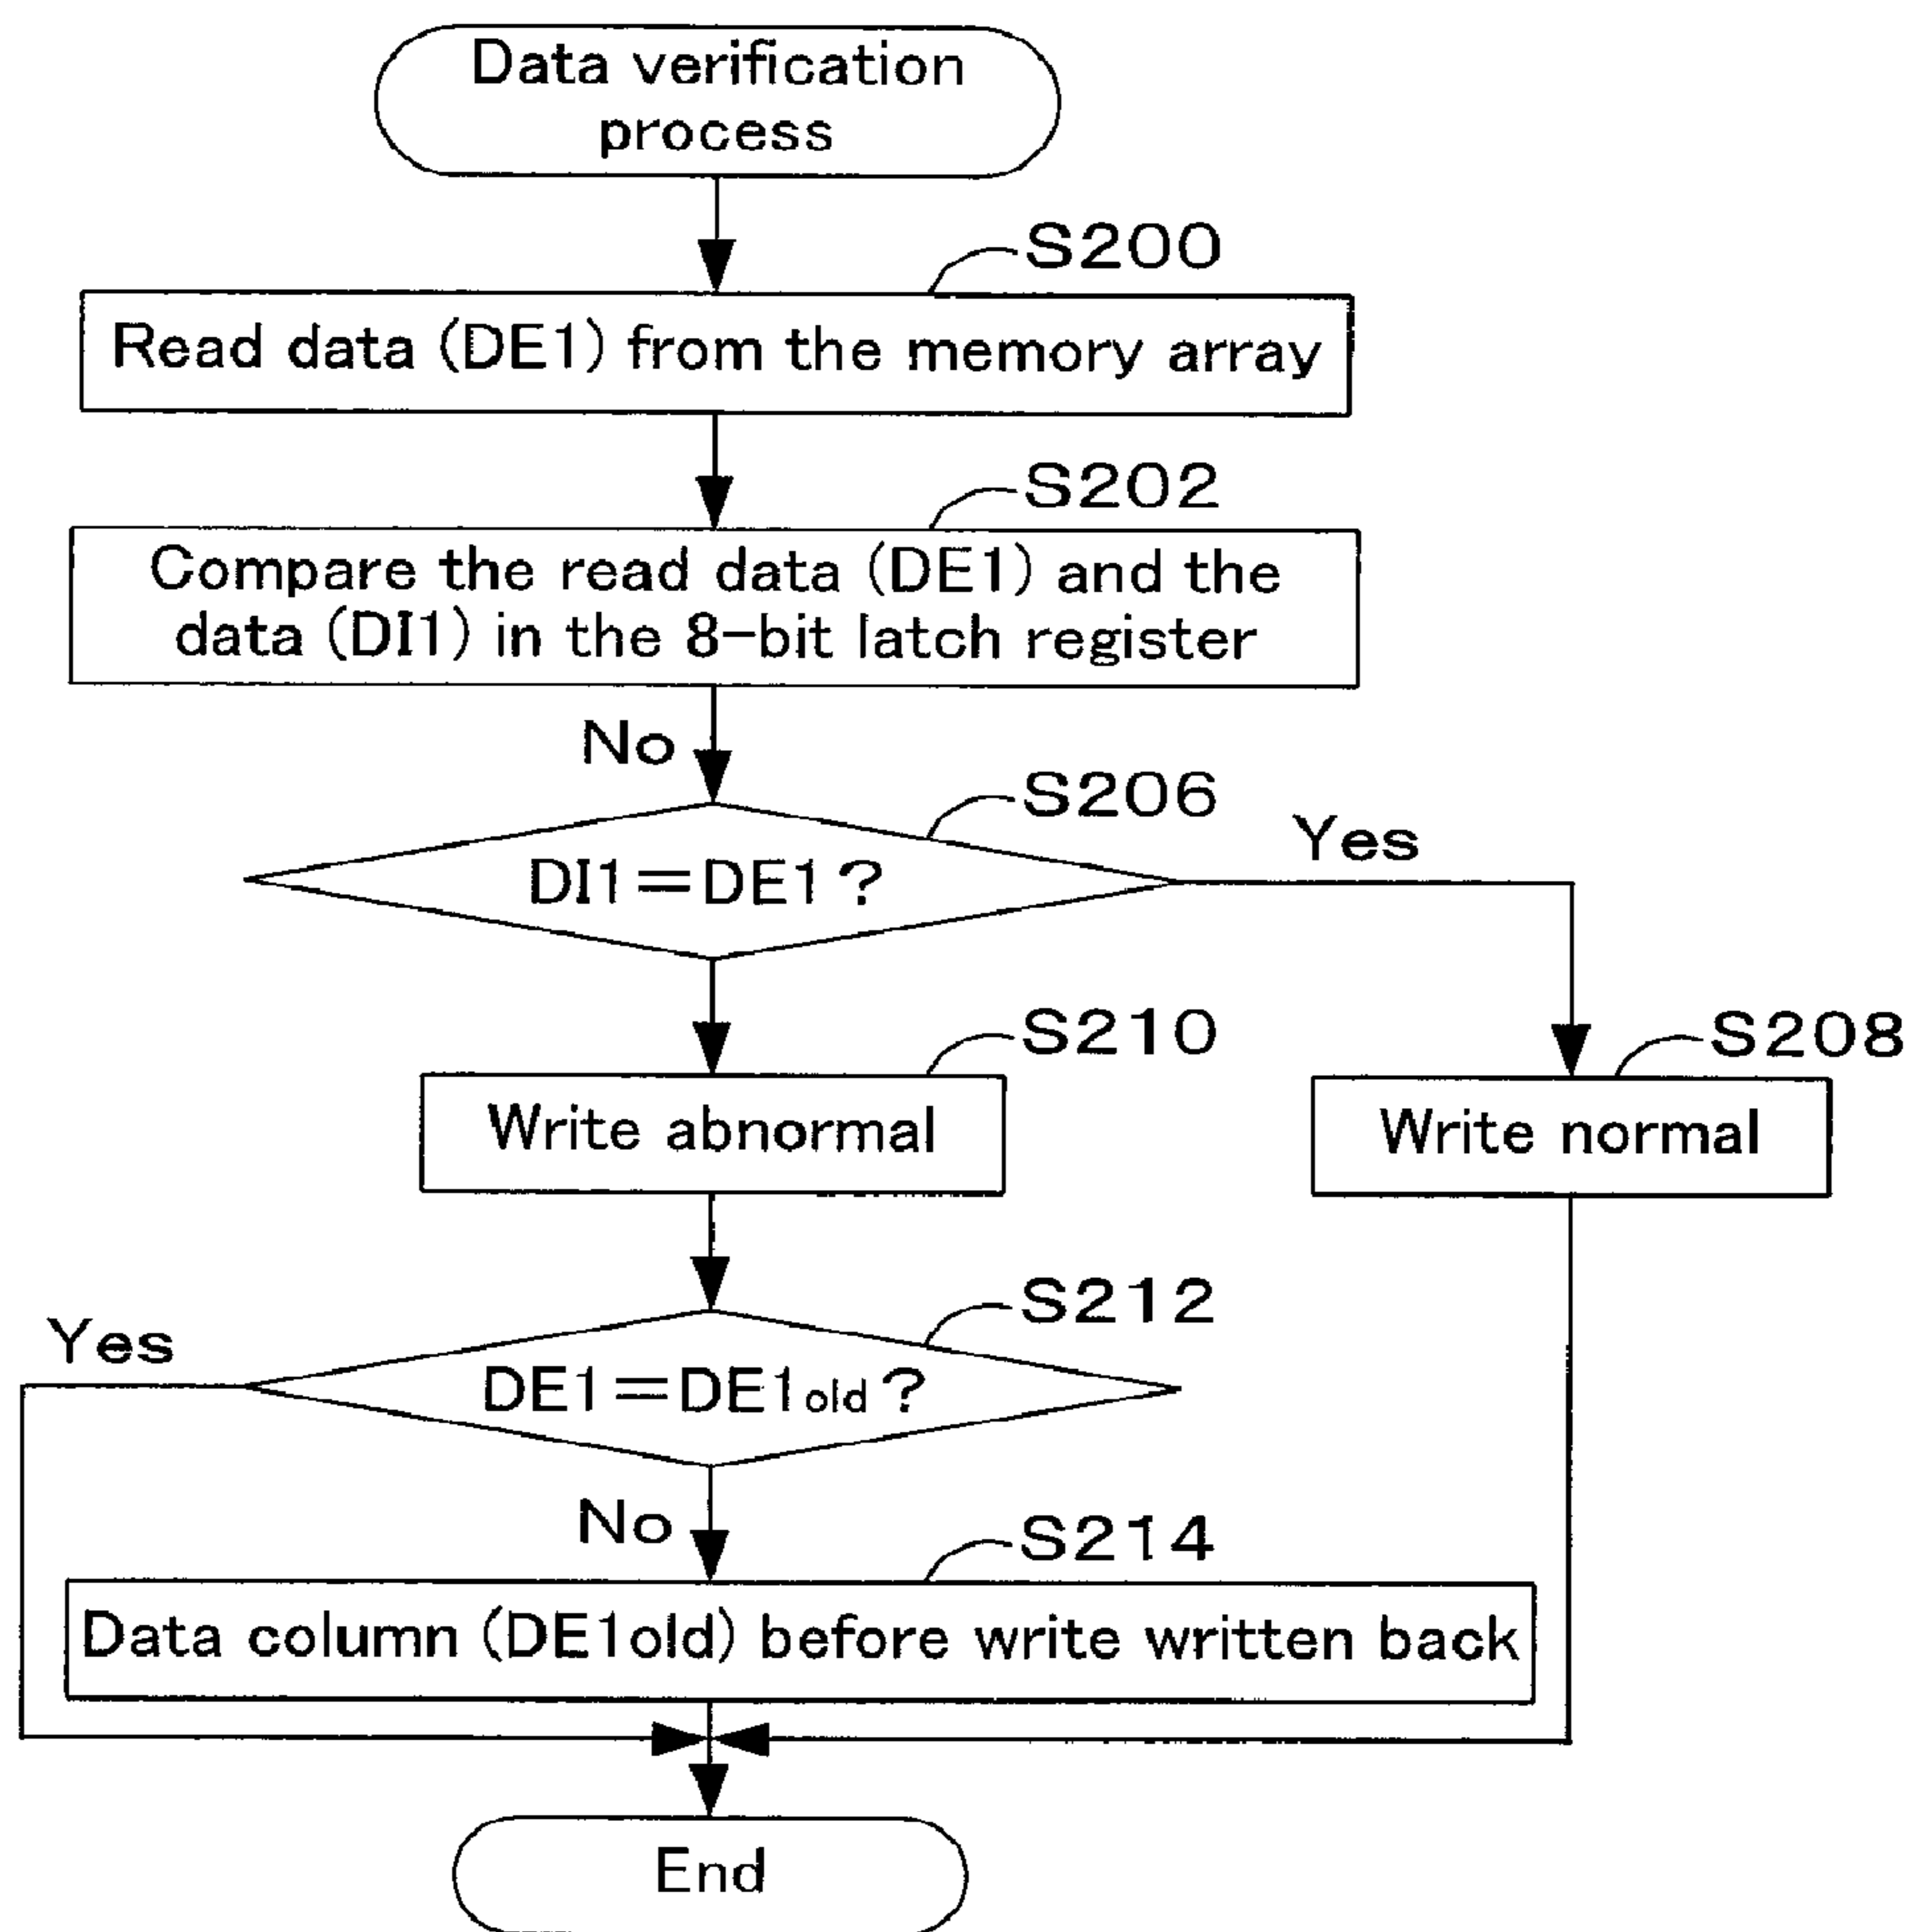 Data verification
process
S200
Read data (DE1) from the memory array
S202
Compare the read data (DE1) and the
data (DI1) in the 8-bit latch register
No
S206
DI1=DE1?
Yes
S210
Write abnormal
S208
Write normal
S212
Yes
DE1=DE1old?
No
S214
Data column (DE1old) before write written back
End